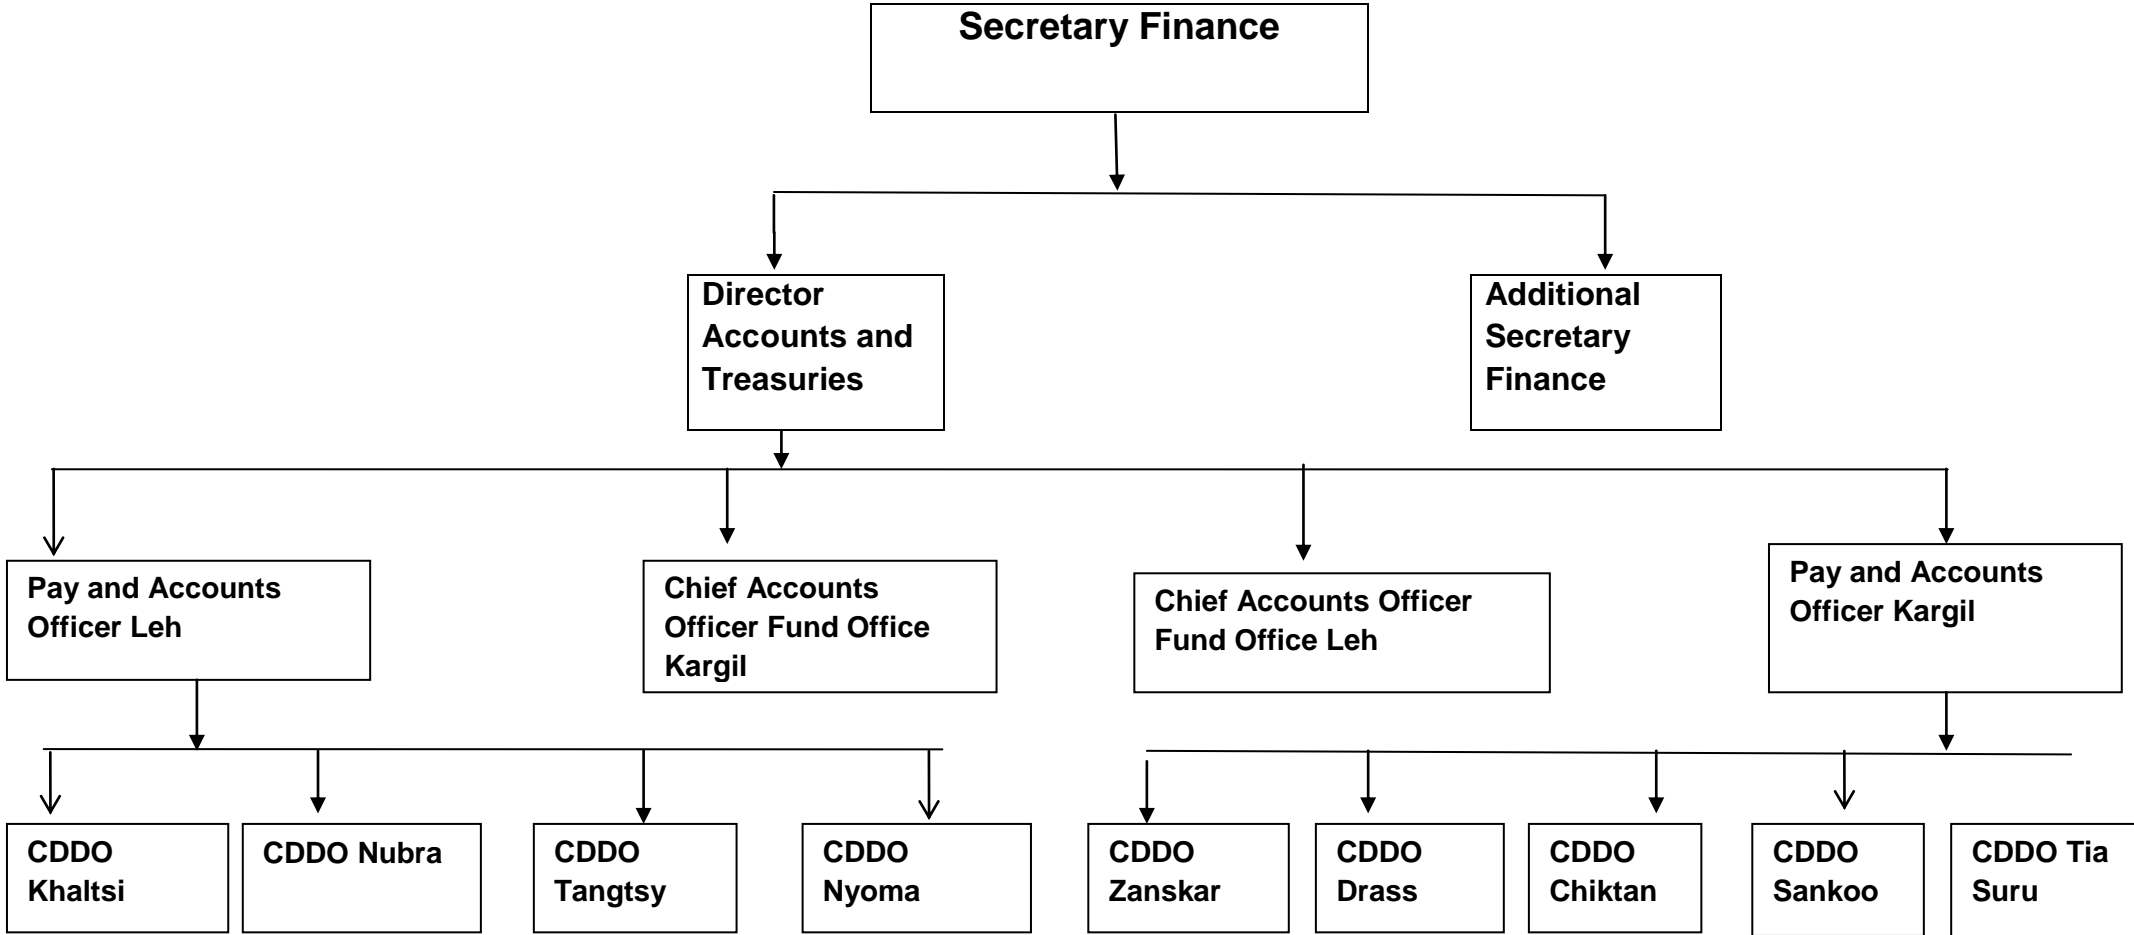 Secretary Finance
Director
Accounts and
Treasuries
Additional
Secretary
Finance
Pay and Accounts
Officer Leh
Chief Accounts
Officer Fund Office
Kargil
Chief Accounts Officer
Fund Office Leh
Pay and Accounts
Officer Kargil
CDDO
Khaltsi
CDDO Nubra
CDDO
Tangtsy
CDDO
Nyoma
CDDO
Zanskar
CDDO
Drass
CDDO
Chiktan
CDDO
Sankoo
CDDO Tia
Suru